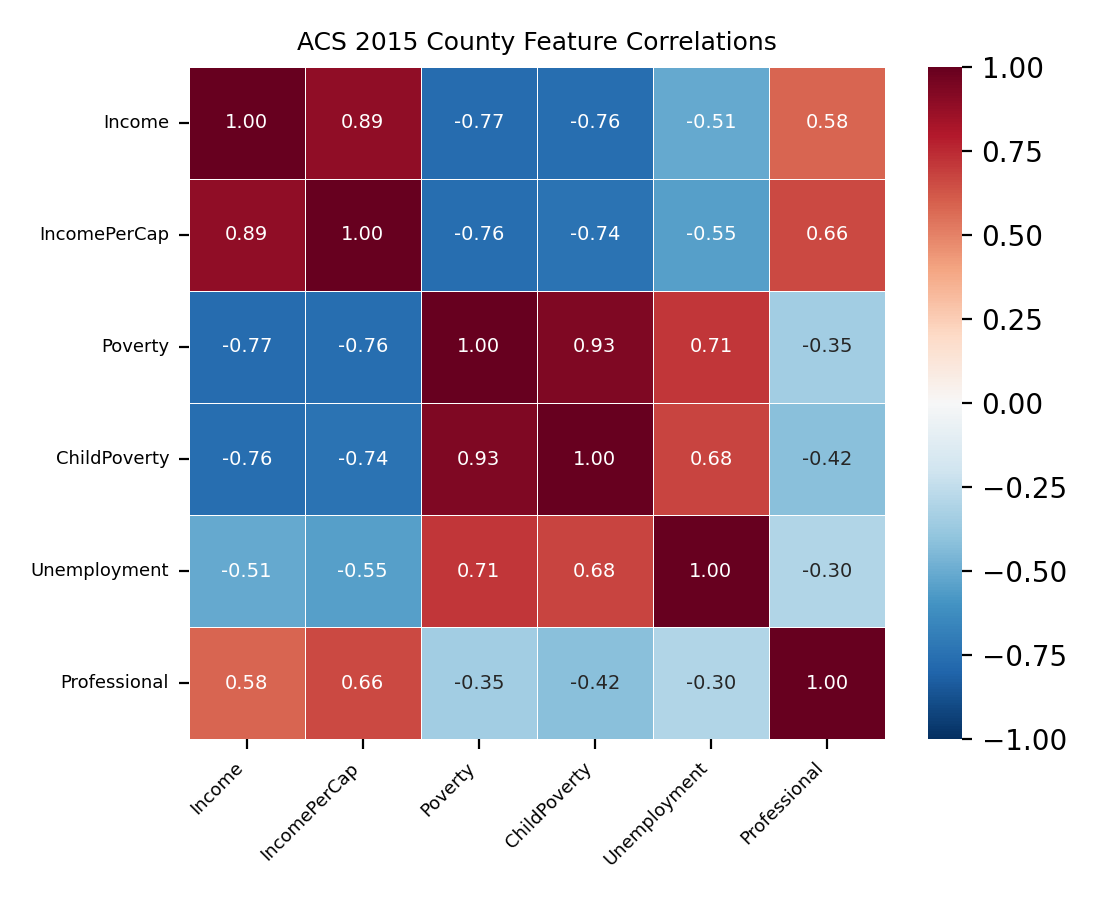 ACS 2015 County Feature Correlations
Income 1.00 0.89 -0.77 -0.76 -0.51 0.58
IncomePerCap 0.89 1.00 -0.76 -0.74 -0.55 0.66
Poverty -0.77 -0.76 1.00 0.93 0.71 -0.35
ChildPoverty -0.76 -0.74 0.93 1.00 0.68 -0.42
Unemployment -0.51 -0.55 0.71 0.68 1.00 -0.30
Professional 0.58 0.66 -0.35 -0.42 -0.30 1.00
Income IncomePerCap Poverty ChildPoverty Unemployment Professional
1.00
0.75
0.50
0.25
0.00
−0.25
−0.50
−0.75
−1.00